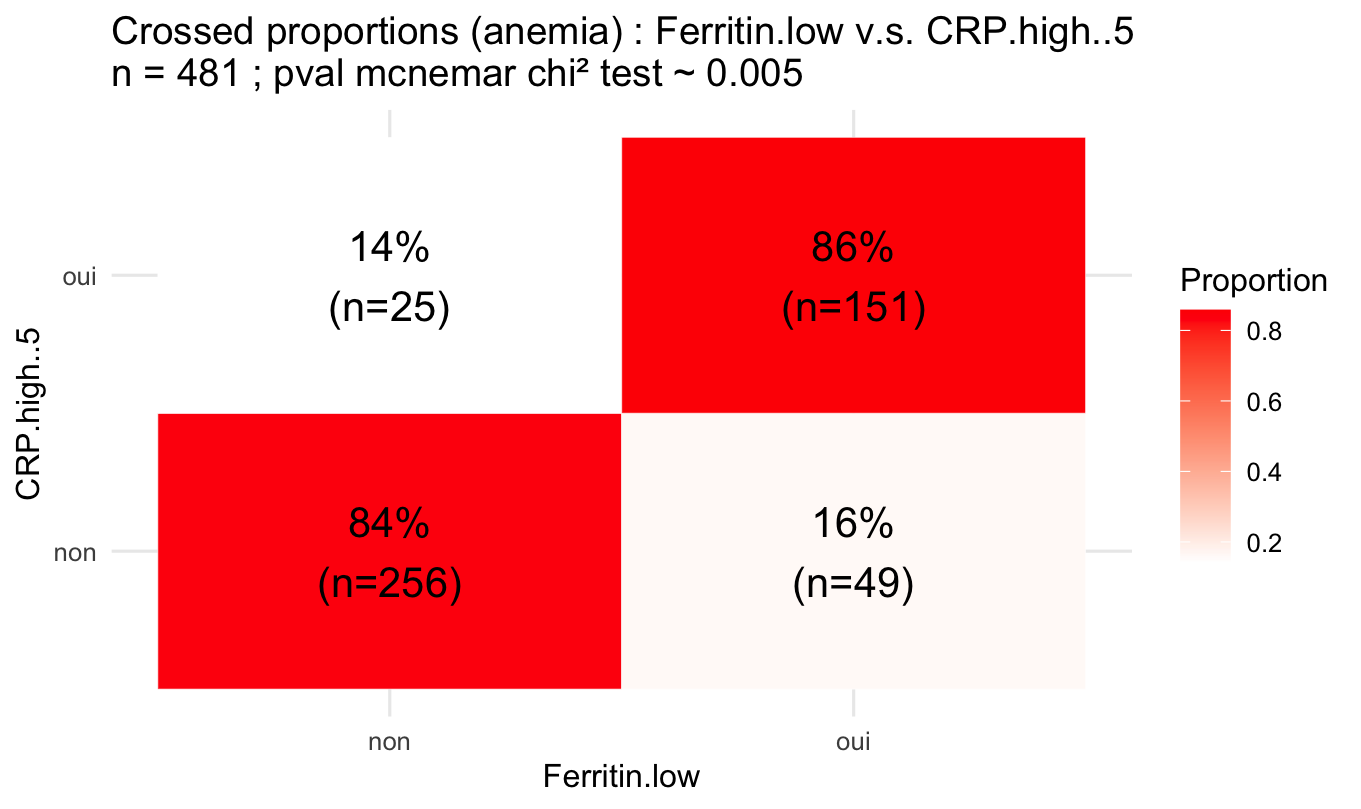 Crossed proportions (anemia) : Ferritin.low v.s. CRP.high..5
n = 481 ; pval mcnemar chi² test ~ 0.005
14%
(n=25)
86%
(n=151)
84%
(n=256)
16%
(n=49)
oui
non
CRP.high..5
non
oui
Ferritin.low
Proportion
0.8
0.6
0.4
0.2